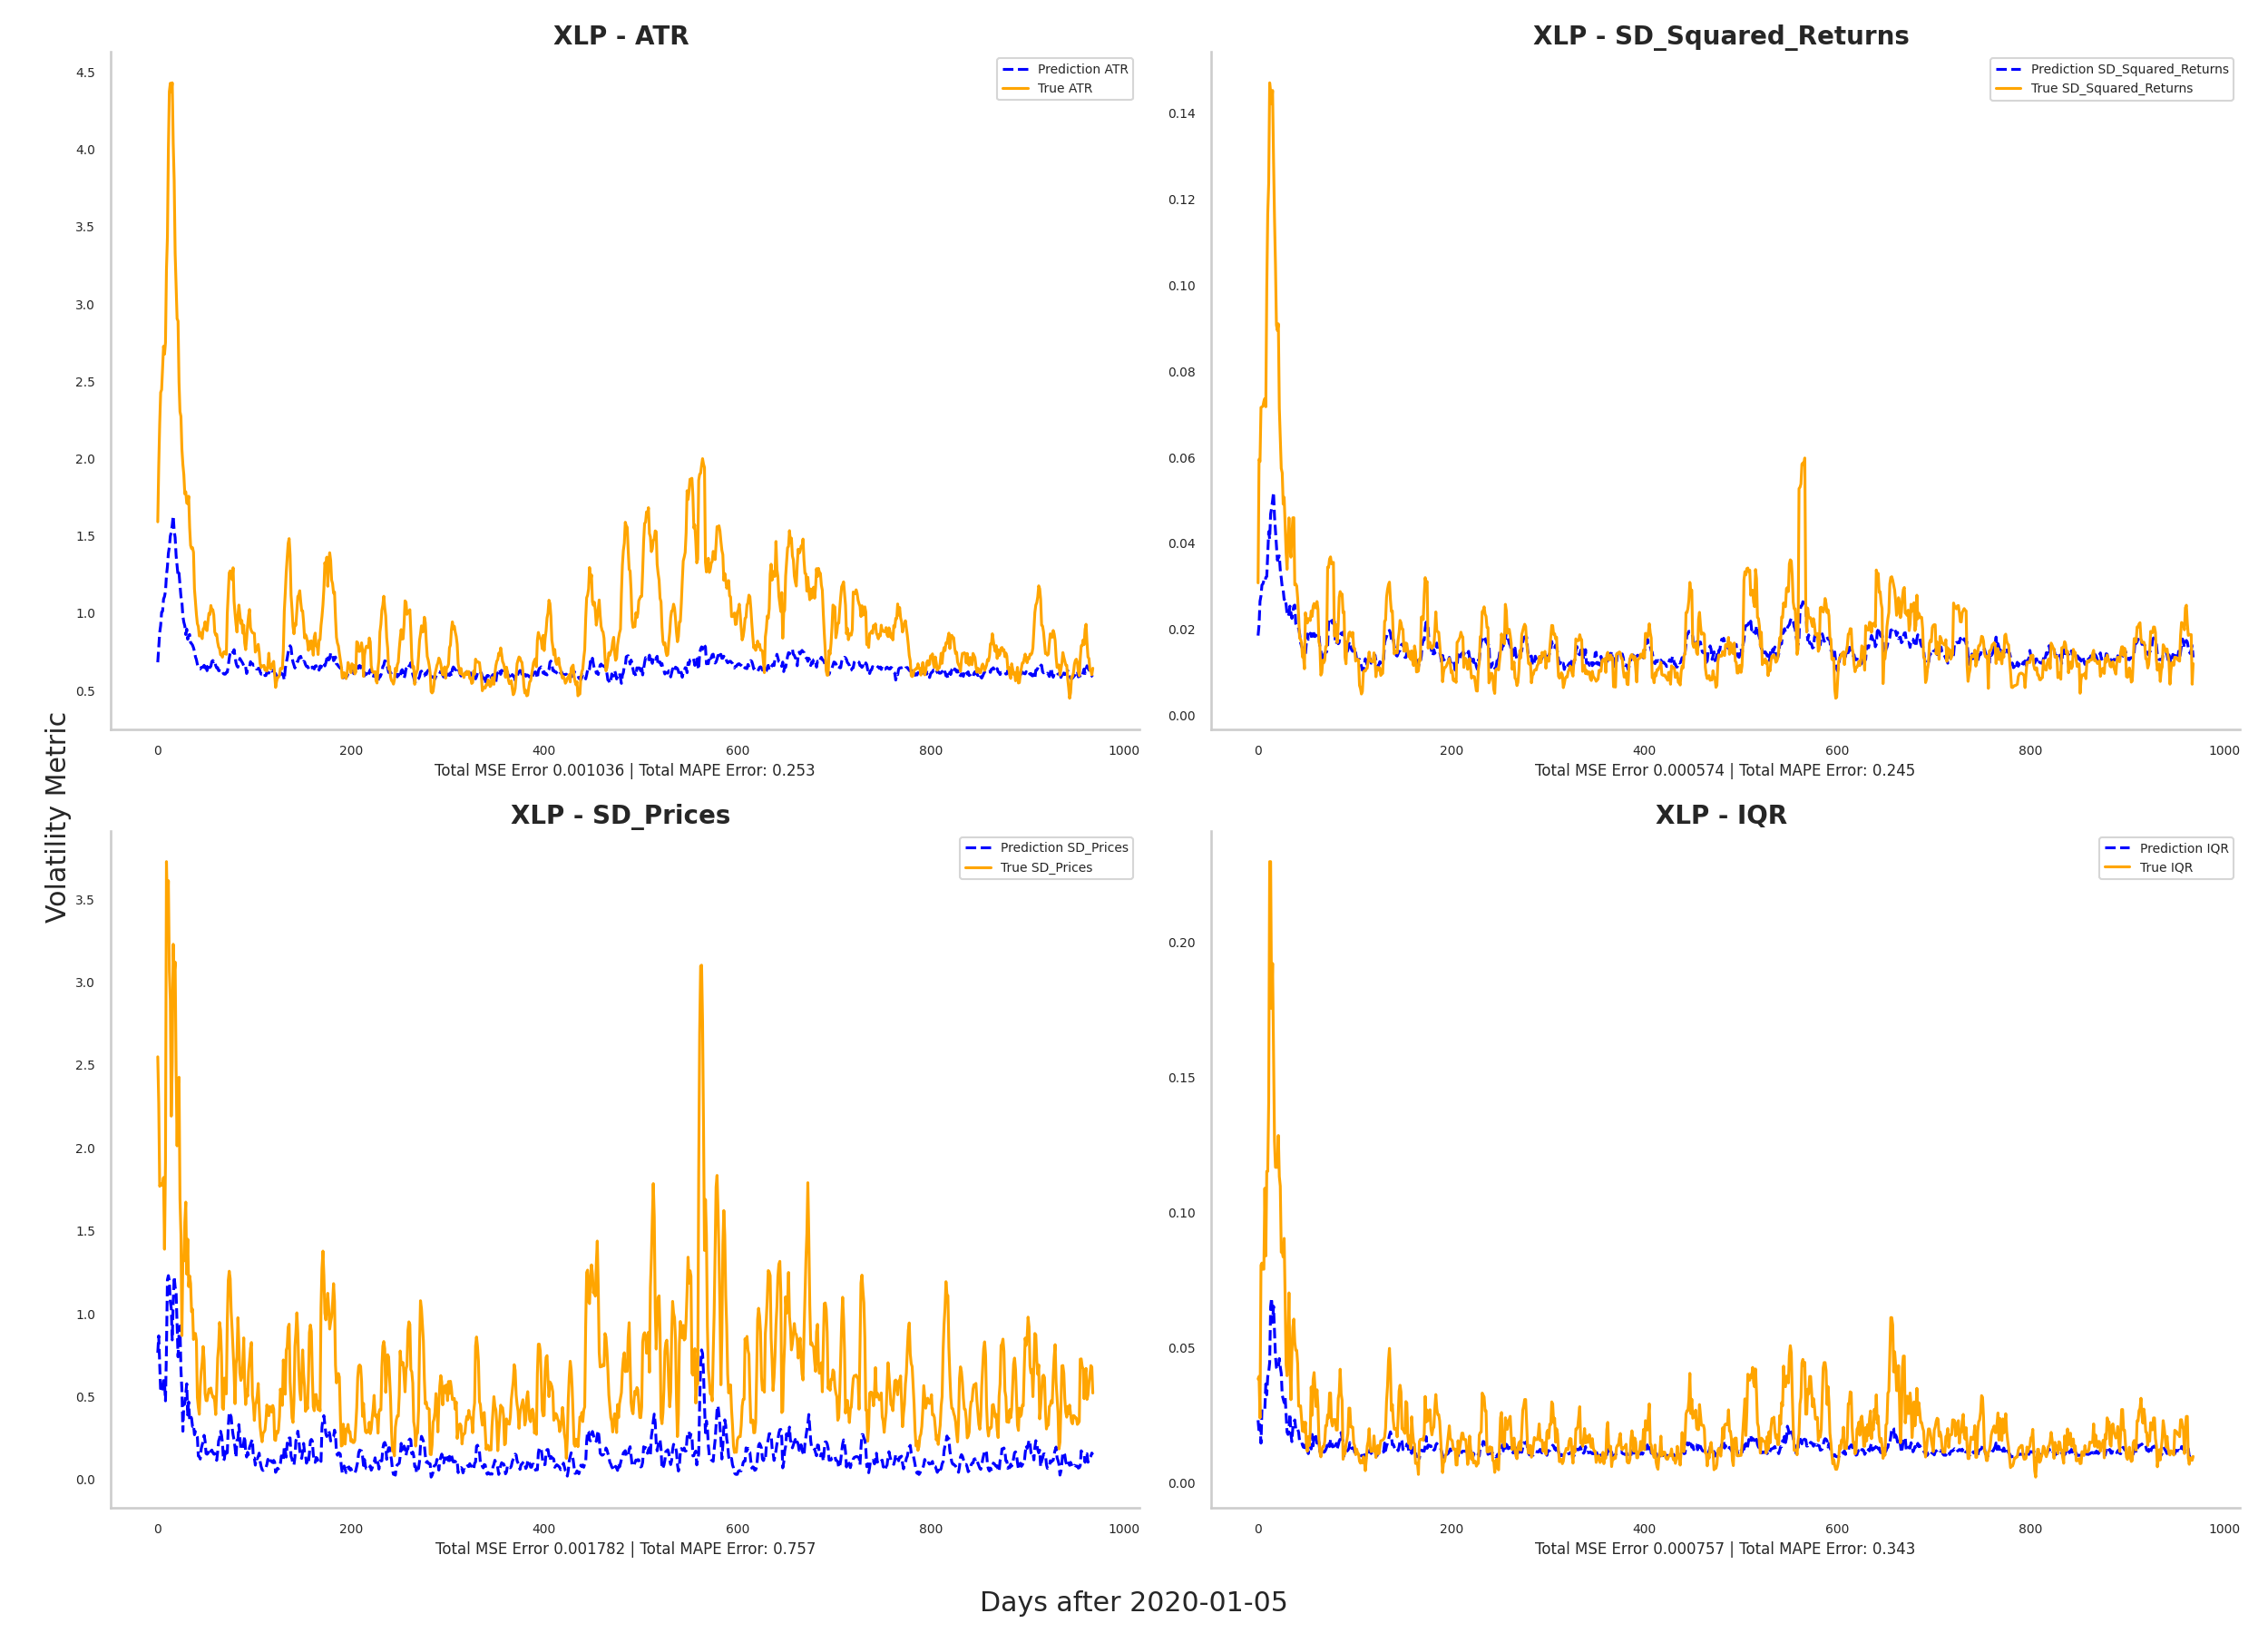 XLP - ATR
4.5
4.0
3.5
3.0
2.5
2.0
1.5
1.0
0.5
0 200 400 600 800 1000
Prediction ATR
True ATR
Total MSE Error 0.001036 | Total MAPE Error: 0.253
XLP - SD_Squared_Returns
0.14
0.12
0.10
0.08
0.06
0.04
0.02
0.00
0 200 400 600 800 1000
Prediction SD_Squared_Returns
True SD_Squared_Returns
Total MSE Error 0.000574 | Total MAPE Error: 0.245
Volatility Metric
XLP - SD_Prices
3.5
3.0
2.5
2.0
1.5
1.0
0.5
0.0
0 200 400 600 800 1000
Prediction SD_Prices
True SD_Prices
Total MSE Error 0.001782 | Total MAPE Error: 0.757
XLP - IQR
0.20
0.15
0.10
0.05
0.00
0 200 400 600 800 1000
Prediction IQR
True IQR
Total MSE Error 0.000757 | Total MAPE Error: 0.343
Days after 2020-01-05